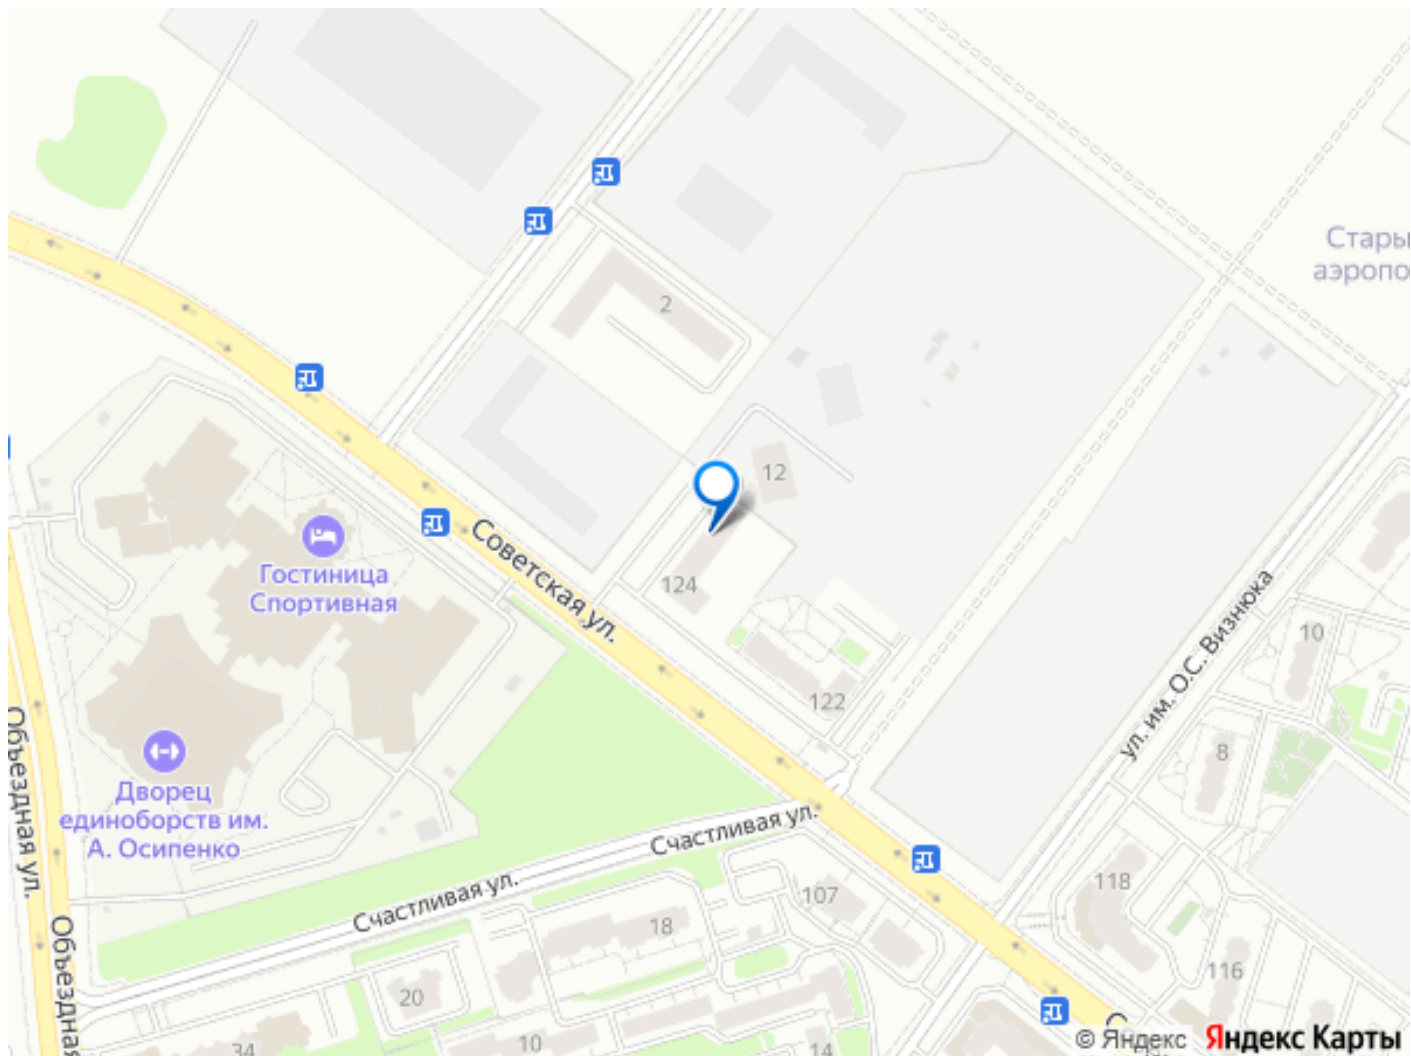 Стары
аэропо
2
12
Советская ул.
124
Гостиница
Спортивная
ул. им. О.С. Визнюка
10
122
8
Объездная ул.
Дворец
единоборств им.
А. Осипенко
Счастливая ул.
Счастливая ул.
107
118
18
Объездная
116
20
10
14
34
© Яндекс Яндекс Карты